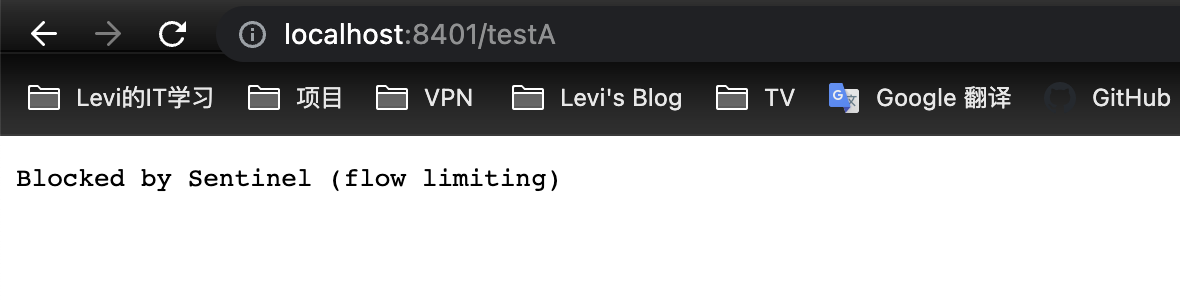 localhost:8401/testA
Levi的IT学习 项目 VPN Levi's Blog TV Google 翻译 GitHub
Blocked by Sentinel (flow limiting)